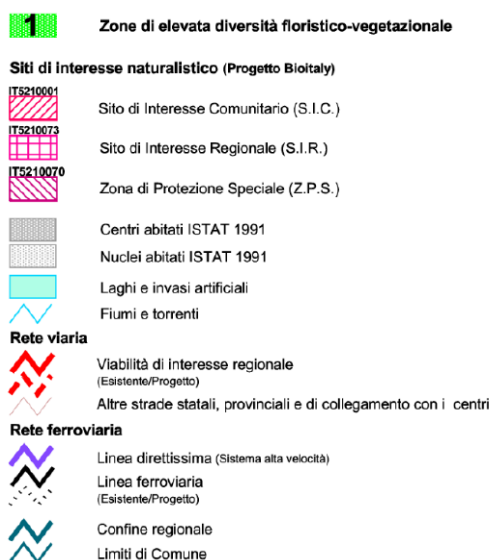 1 Zone di elevata diversità floristico-vegetazionale
Siti di interesse naturalistico (Progetto Bioitaly)
IT5210001
Sito di Interesse Comunitario (S.I.C.)
IT5210073
Sito di Interesse Regionale (S.I.R.)
IT5210070
Zona di Protezione Speciale (Z.P.S.)
Centri abitati ISTAT 1991
Nuclei abitati ISTAT 1991
Laghi e invasi artificiali
Fiumi e torrenti
Rete viaria
Viabilità di interesse regionale
(Esistente/Progetto)
Altre strade statali, provinciali e di collegamento con i centri
Rete ferroviaria
Linea direttissima (Sistema alta velocità)
Linea ferroviaria
(Esistente/Progetto)
Confine regionale
Limiti di Comune